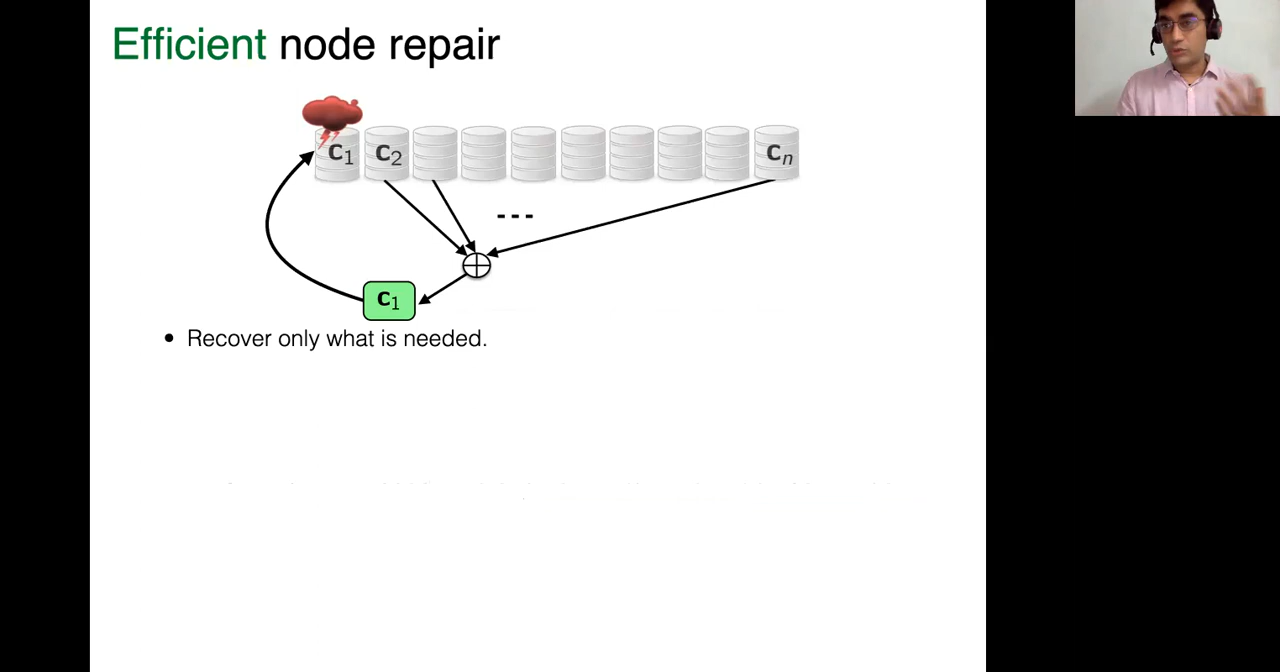 Efficient node repair
c1 c2 cn
---
c1
• Recover only what is needed.